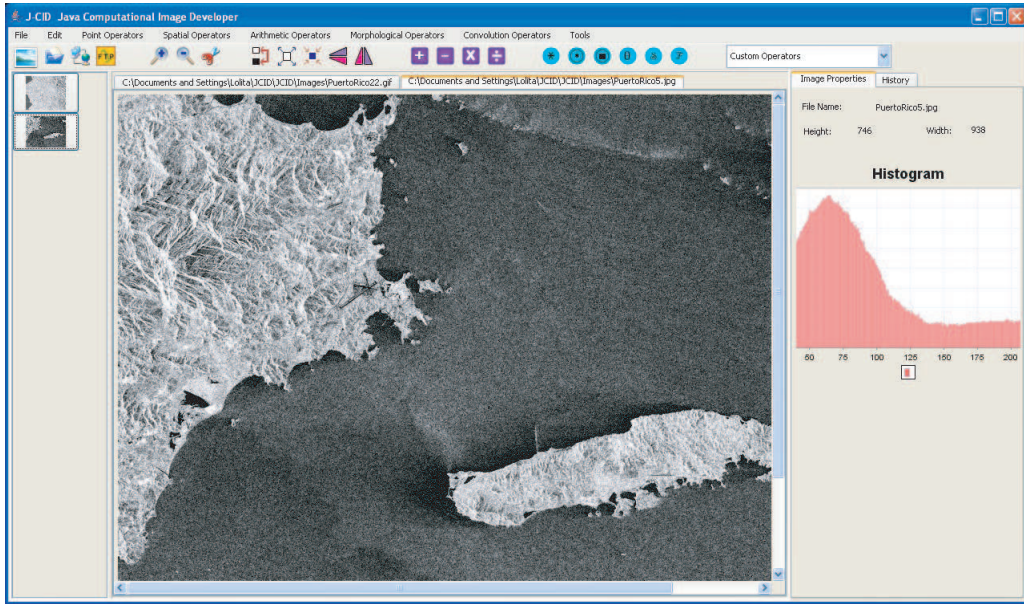 J-CID Java Computational Image Developer
File Edit Point Operators Spatial Operators Arithmetic Operators Morphological Operators Convolution Operators Tools
FTP
Custom Operators
C:\Documents and Settings\Lolita\JCID\JCID\Images\PuertoRico22.gif C:\Documents and Settings\Lolita\JCID\JCID\Images\PuertoRico5.jpg
Image Properties History
File Name: PuertoRico5.jpg
Height: 746 Width: 938
Histogram
50 75 100 125 150 175 200